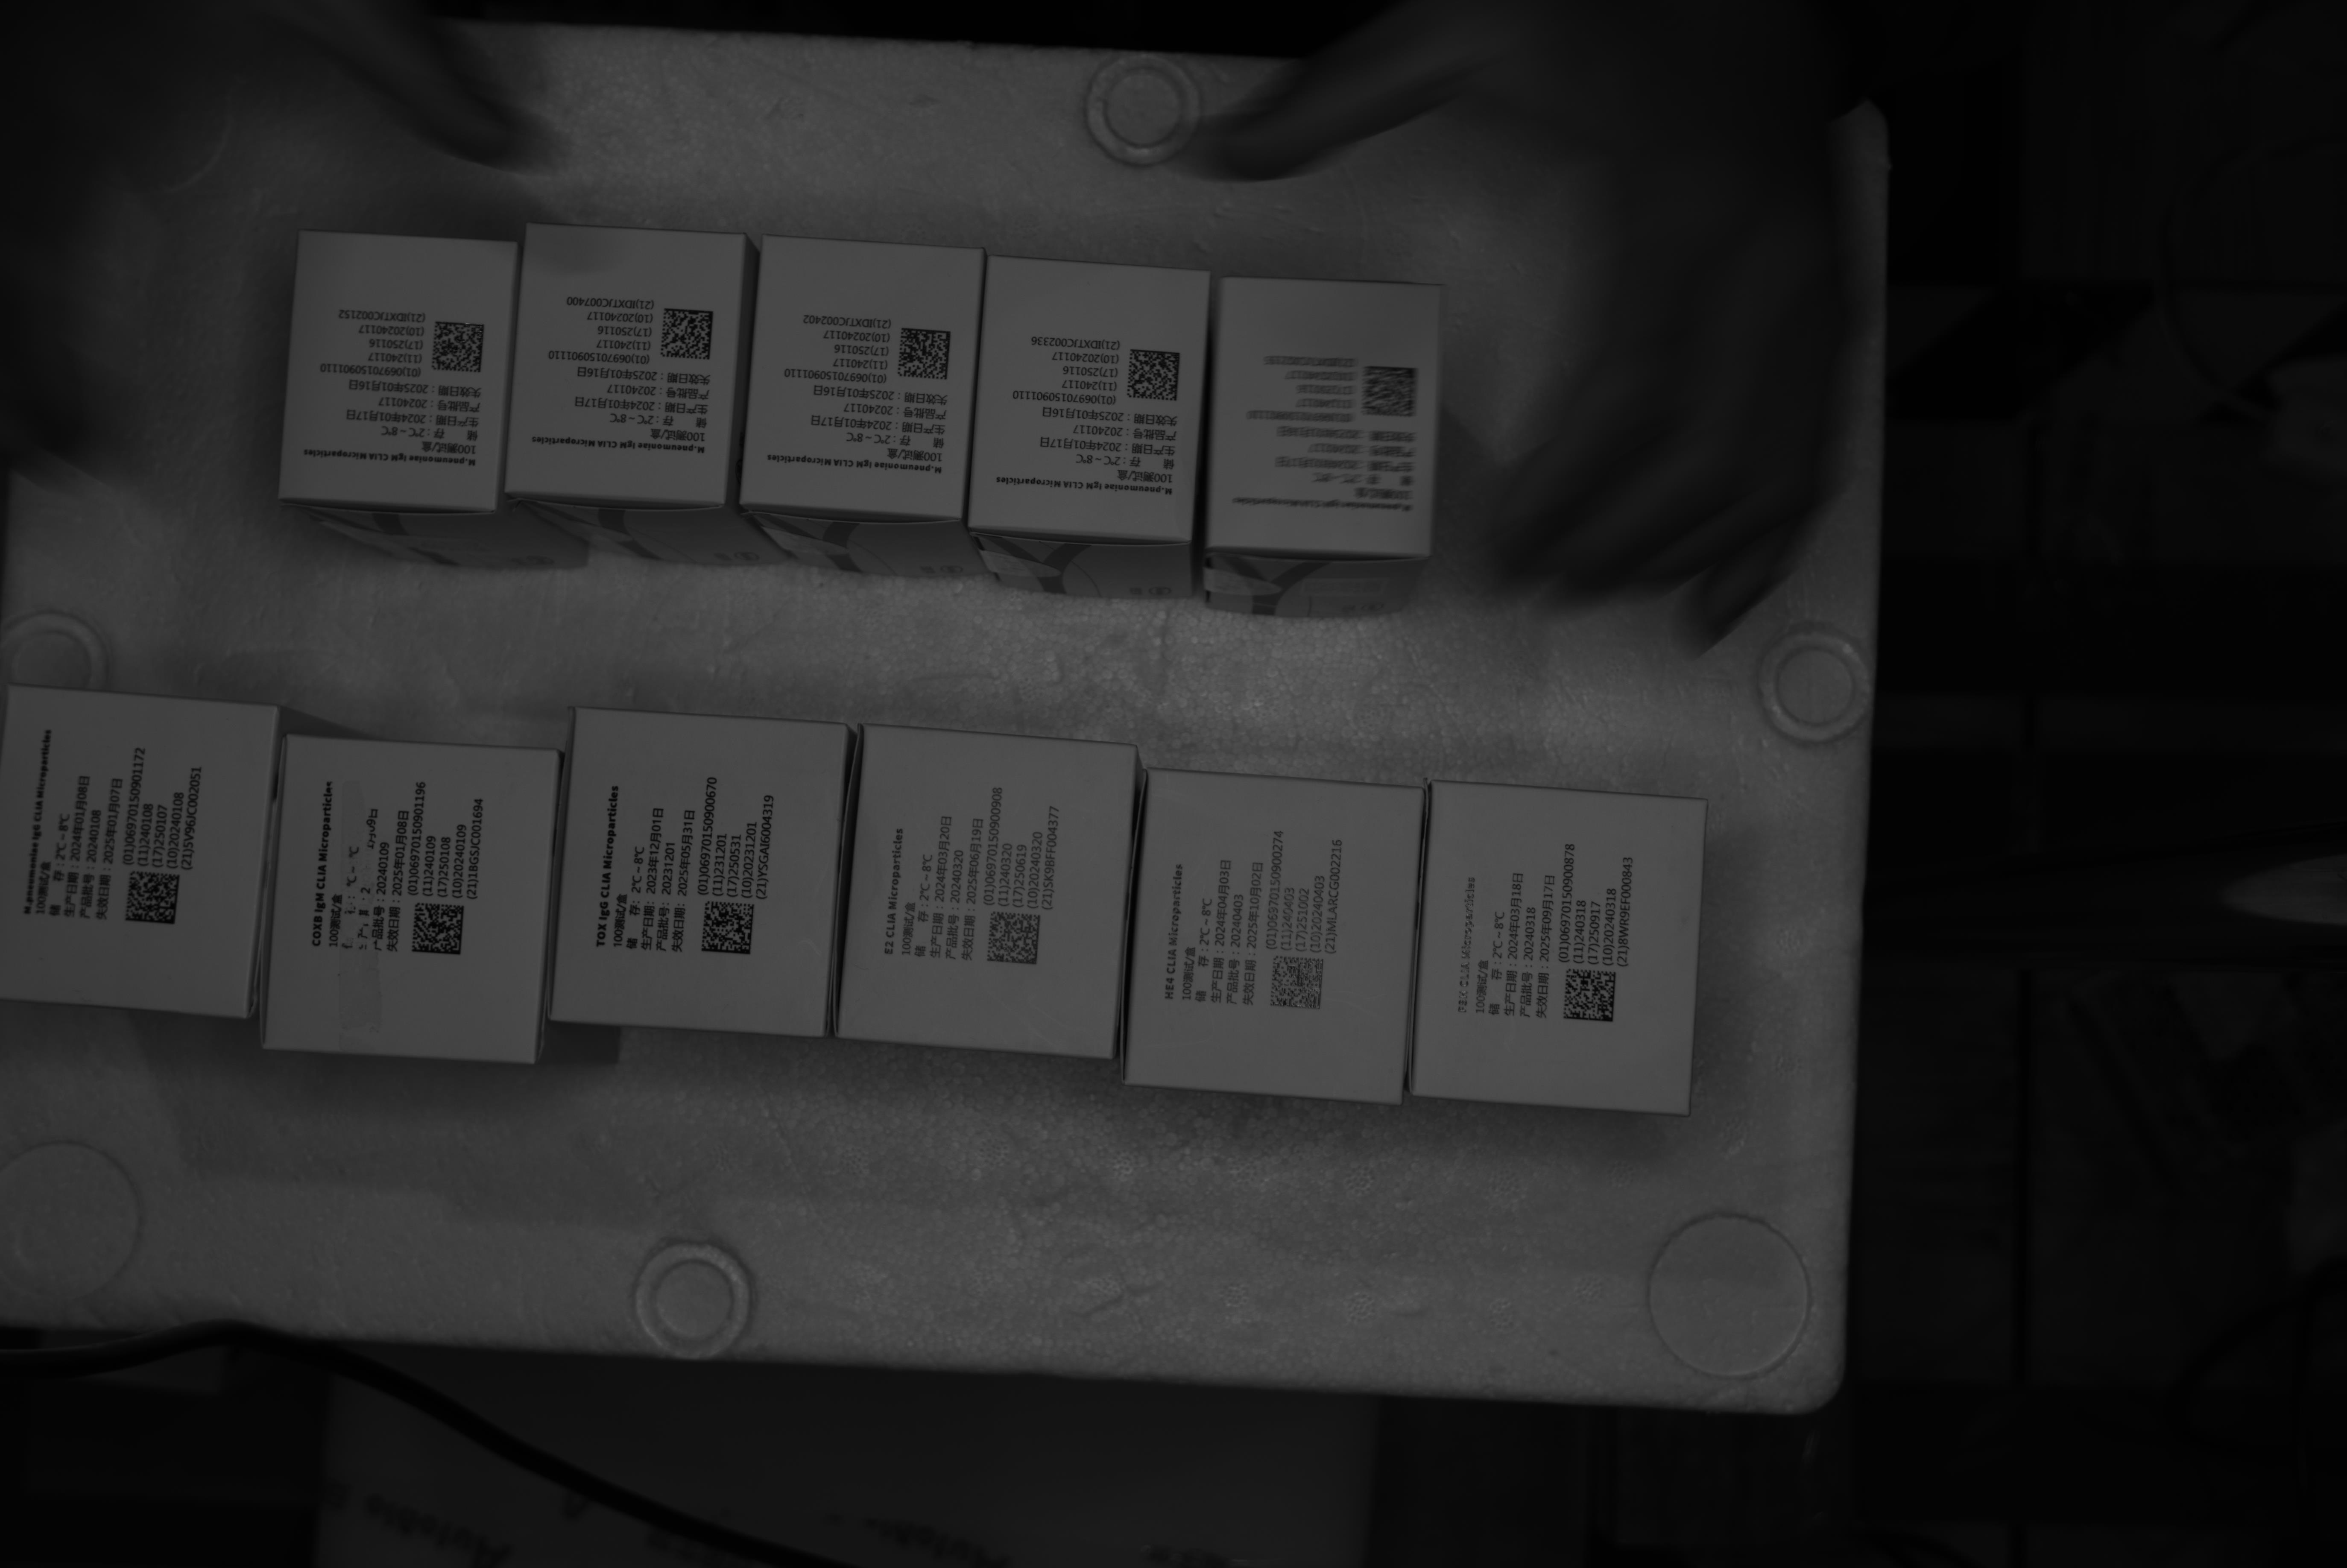 M.pneumoniae IgM CLIA Microparticles
100测试/盒
储 存：2℃~8℃
生产日期：2024年01月17日
产品批号：20240117
失效日期：2025年01月16日
(01)06970150901110
(11)240117
(17)250116
(10)20240117
(21)IDXTJC002152
M.pneumoniae IgM CLIA Microparticles
100测试/盒
储 存：2℃~8℃
生产日期：2024年01月17日
产品批号：20240117
失效日期：2025年01月16日
(01)06970150901110
(11)240117
(17)250116
(10)20240117
(21)IDXTJC007400
M.pneumoniae IgM CLIA Microparticles
100测试/盒
储 存：2℃~8℃
生产日期：2024年01月17日
产品批号：20240117
失效日期：2025年01月16日
(01)06970150901110
(11)240117
(17)250116
(10)20240117
(21)IDXTJC002402
M.pneumoniae IgM CLIA Microparticles
100测试/盒
储 存：2℃~8℃
生产日期：2024年01月17日
产品批号：20240117
失效日期：2025年01月16日
(01)06970150901110
(11)240117
(17)250116
(10)20240117
(21)IDXTJC002336
M.pneumoniae IgG CLIA Microparticles
100测试/盒
储 存：2℃~8℃
生产日期：2024年01月08日
产品批号：20240108
失效日期：2025年01月07日
(01)06970150901172
(11)240108
(17)250107
(10)20240108
(21)5V96JC002051
COXB IgM CLIA Microparticles
100测试/盒
产品批号：20240109
失效日期：2025年01月08日
(01)06970150901196
(11)240109
(17)250108
(10)20240109
(21)1BGSJC001694
TOX IgG CLIA Microparticles
100测试/盒
储 存：2℃~8℃
生产日期：2023年12月01日
产品批号：20231201
失效日期：2025年05月31日
(01)06970150900670
(11)231201
(17)250531
(10)20231201
(21)YSGAI6004319
E2 CLIA Microparticles
100测试/盒
储 存：2℃~8℃
生产日期：2024年03月20日
产品批号：20240320
失效日期：2025年06月19日
(01)06970150900908
(11)240320
(17)250619
(10)20240320
(21)SK9BFF004377
HE4 CLIA Microparticles
100测试/盒
储 存：2℃~8℃
生产日期：2024年04月03日
产品批号：20240403
失效日期：2025年10月02日
(01)06970150900274
(11)240403
(17)251002
(10)20240403
(21)MLARCG002216
CLIA Microparticles
100测试/盒
储 存：2℃~8℃
生产日期：2024年03月18日
产品批号：20240318
失效日期：2025年09月17日
(01)06970150900878
(11)240318
(17)250917
(10)20240318
(21)8WR9EF000843